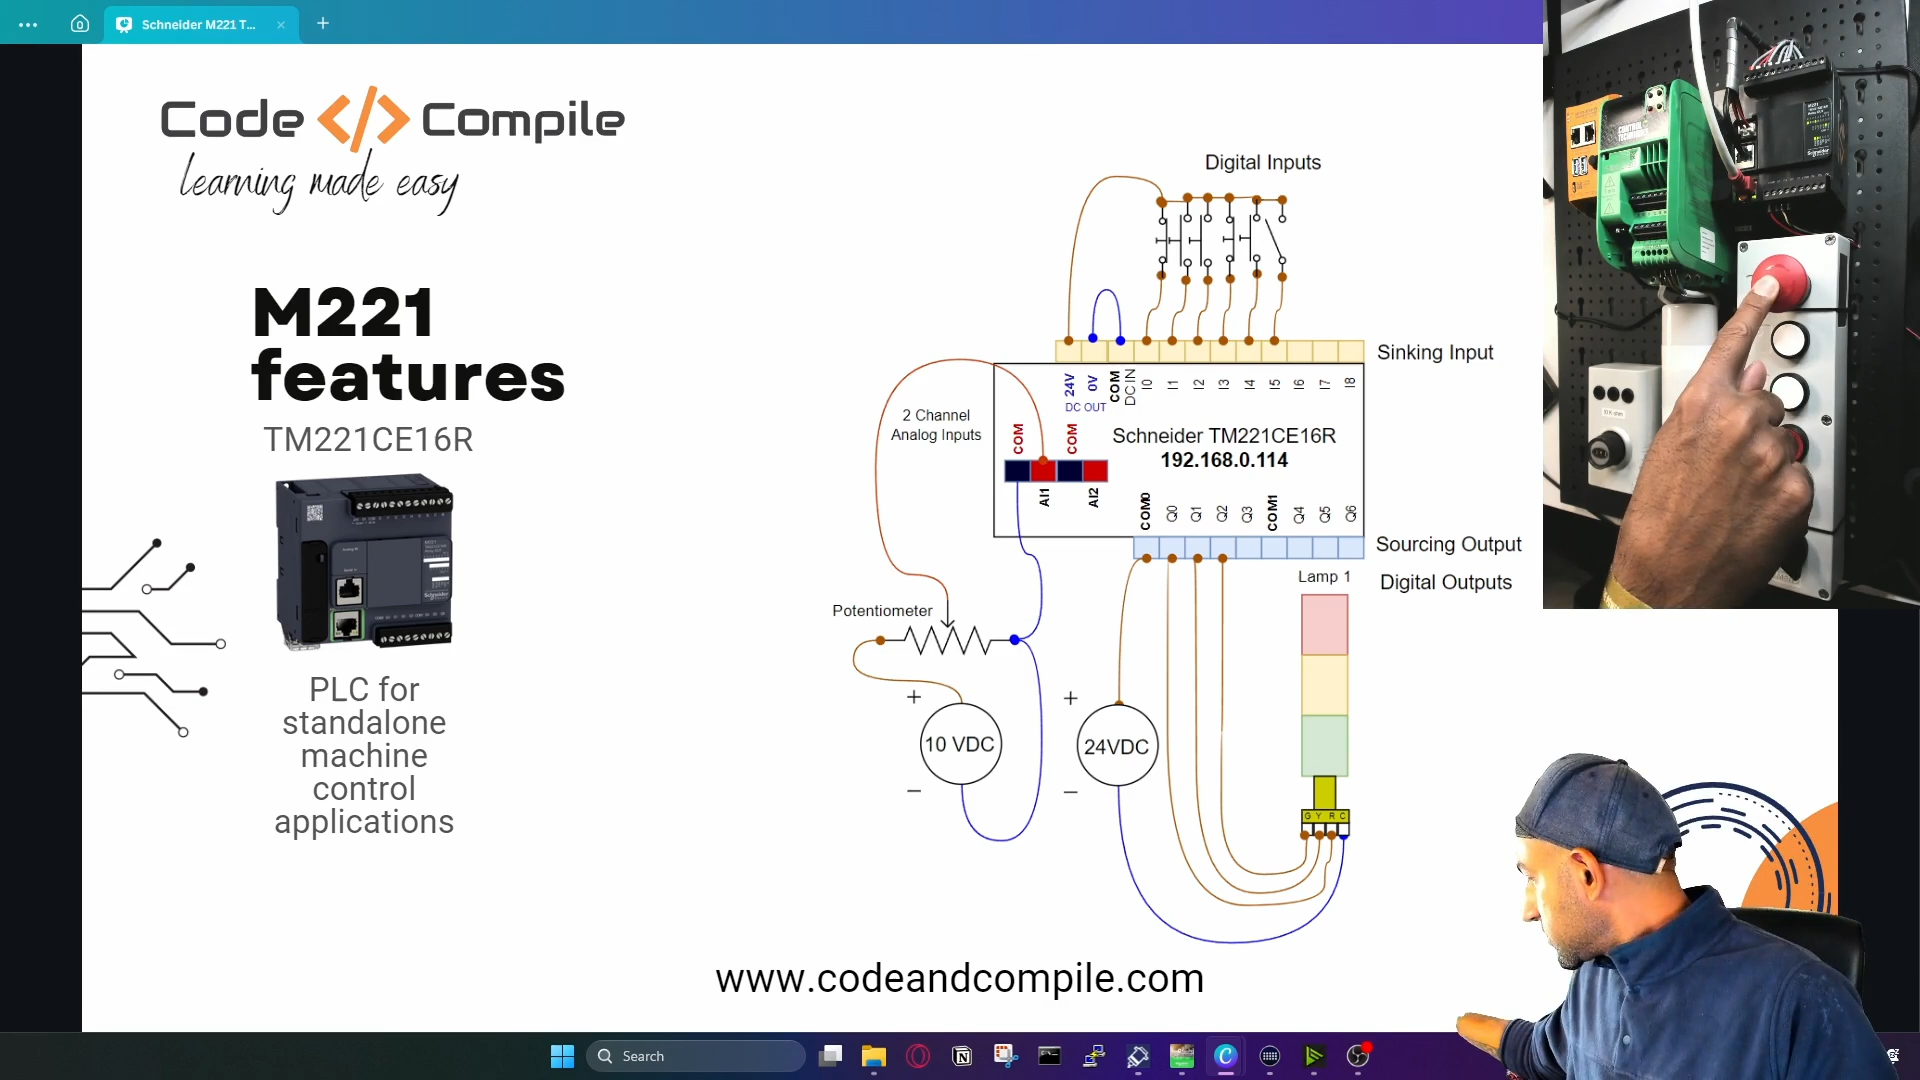 Schneider M221 T...
Code </> Compile
learning made easy
M221
features
TM221CE16R
PLC for
standalone
machine
control
applications
Digital Inputs
Sinking Input
24V
0V
COM
DC IN
I0
I1
I2
I3
I4
I5
I6
I7
I8
DC OUT
2 Channel
Analog Inputs
COM
COM
Schneider TM221CE16R
192.168.0.114
AI1
AI2
COM0
Q0
Q1
Q2
Q3
COM1
Q4
Q5
Q6
Sourcing Output
Digital Outputs
Lamp 1
Potentiometer
+
+
10 VDC
24VDC
−
−
G Y R C
www.codeandcompile.com
Search